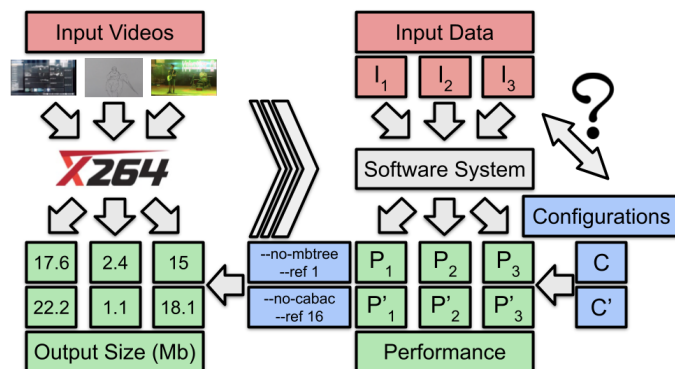 Input Videos
X264
17.6 2.4 15
22.2 1.1 18.1
Output Size (Mb)
--no-mbtree
--ref 1
--no-cabac
--ref 16
Input Data
I1 I2 I3
?
Software System
Configurations
P1 P2 P3
P'1 P'2 P'3
C
C'
Performance